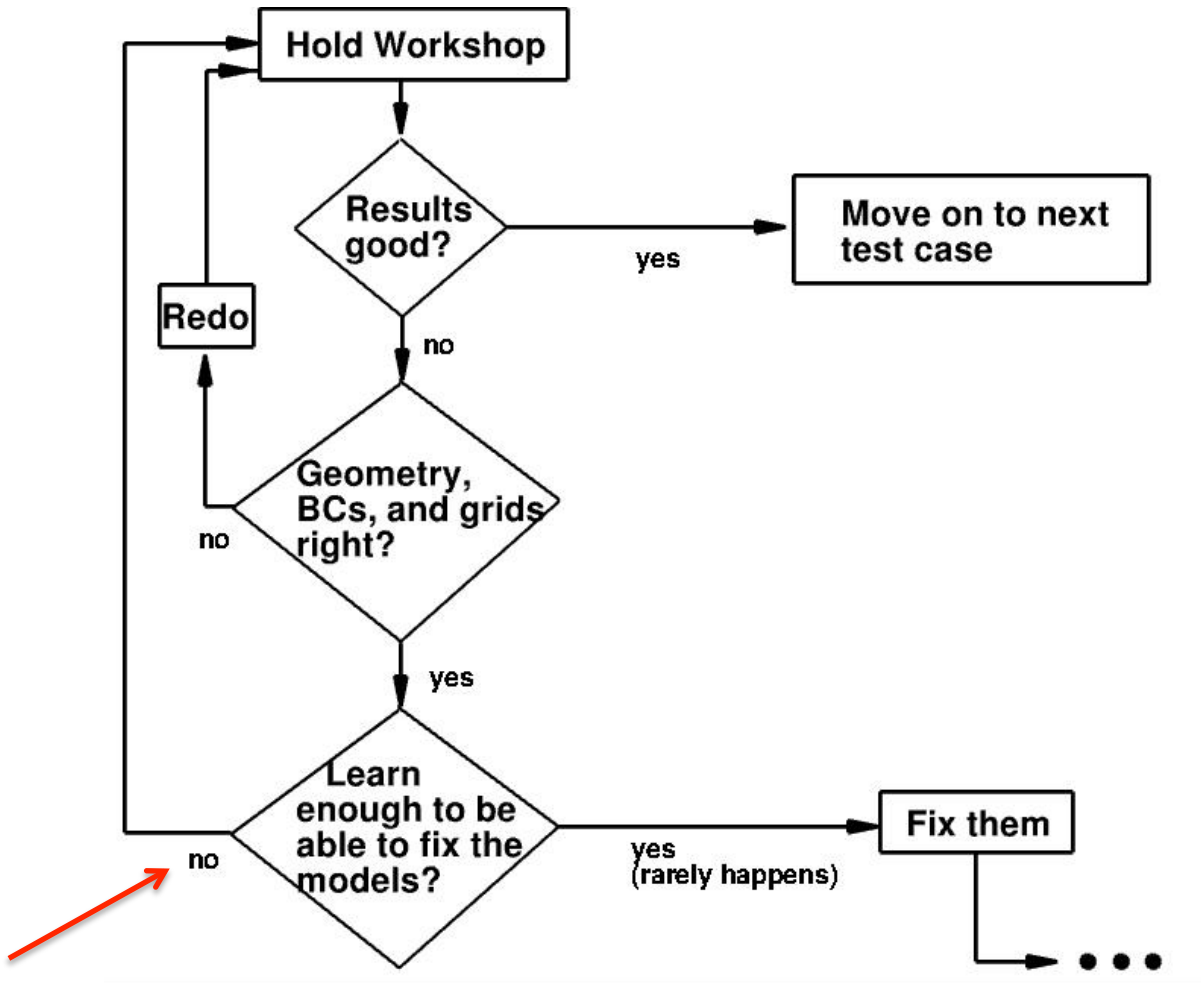 Hold Workshop
Results
good?
yes
Move on to next
test case
Redo
no
Geometry,
BCs, and grids
right?
no
yes
Learn
enough to be
able to fix the
models?
no
yes
(rarely happens)
Fix them